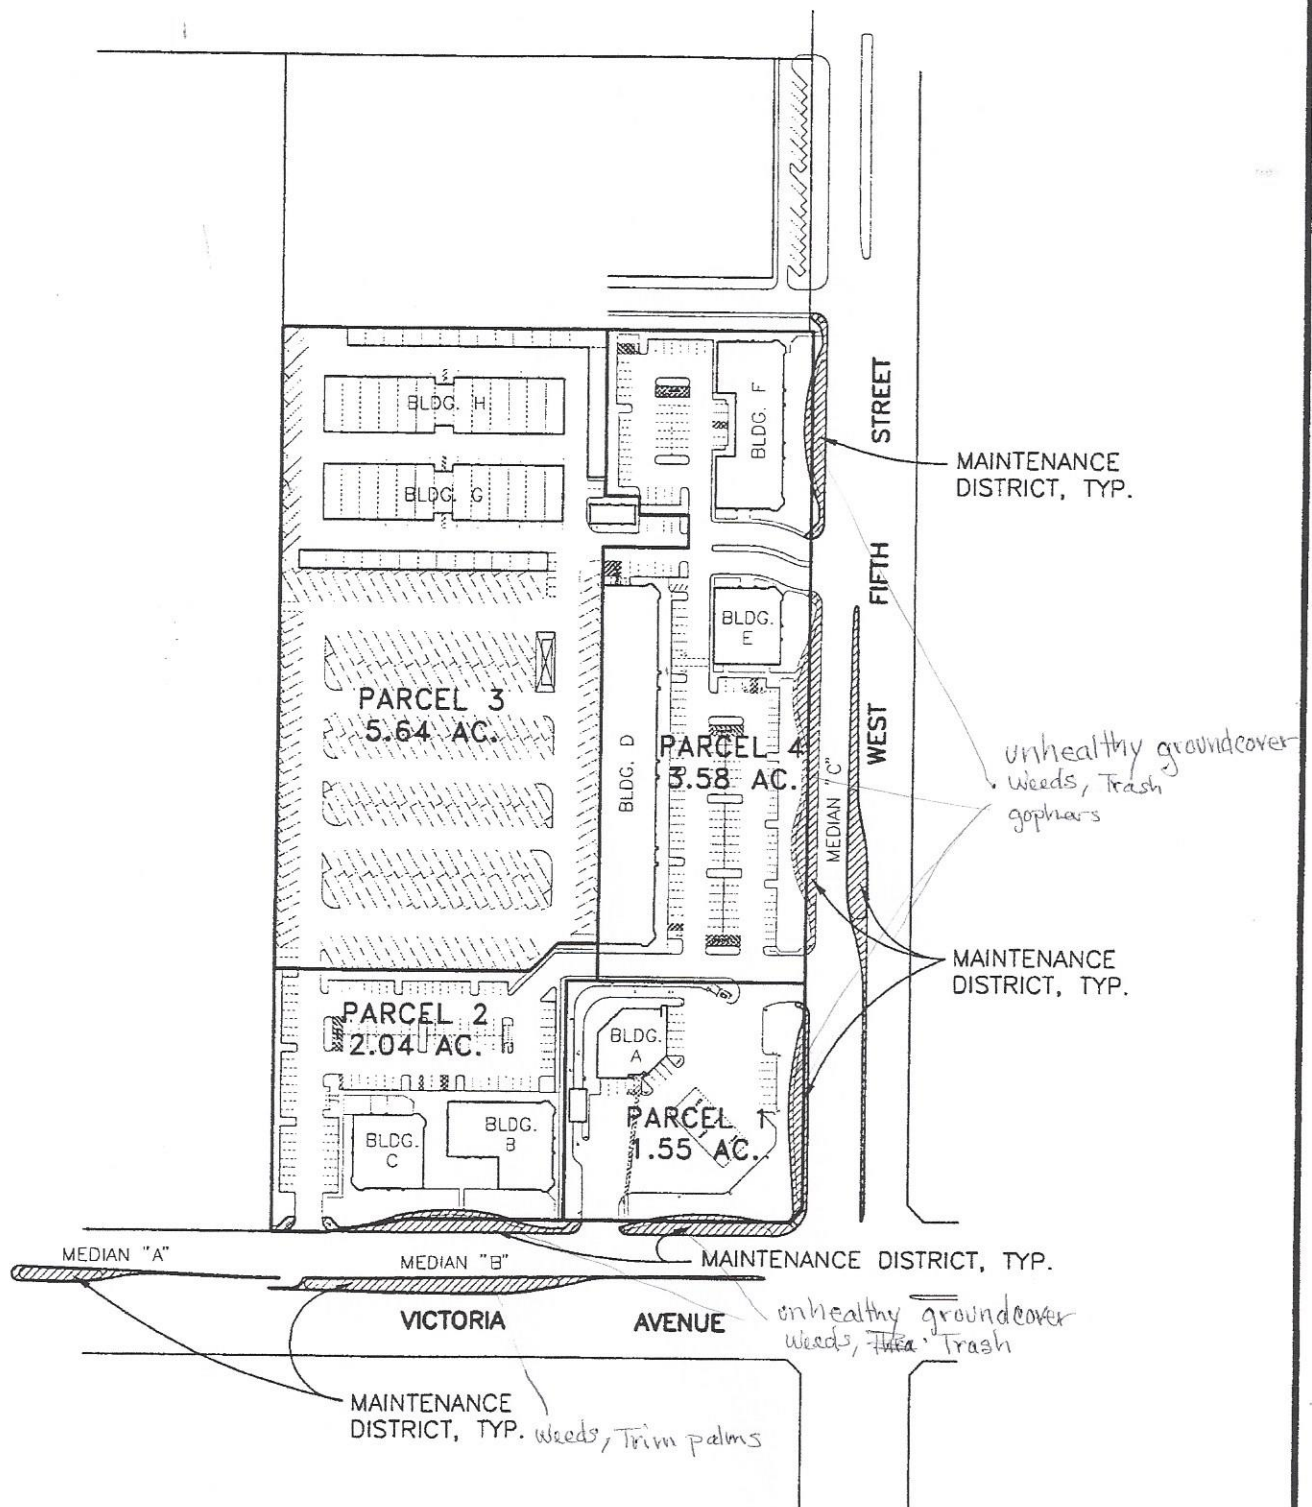 BLDG. H
BLDG. G
BLDG. F
STREET
MAINTENANCE
DISTRICT, TYP.
FIFTH
BLDG.
E
PARCEL 3
5.64 AC.
BLDG. D
PARCEL 4
3.58 AC.
MEDIAN "C"
WEST
unhealthy groundcover
weeds, Trash
gophers
MAINTENANCE
DISTRICT, TYP.
PARCEL 2
2.04 AC.
BLDG.
A
BLDG.
C
BLDG.
B
PARCEL 1
1.55 AC.
MEDIAN "A"
MEDIAN "B"
MAINTENANCE DISTRICT, TYP.
VICTORIA AVENUE
unhealthy groundcover
weeds, Trash
MAINTENANCE
DISTRICT, TYP.
weeds, Trim palms